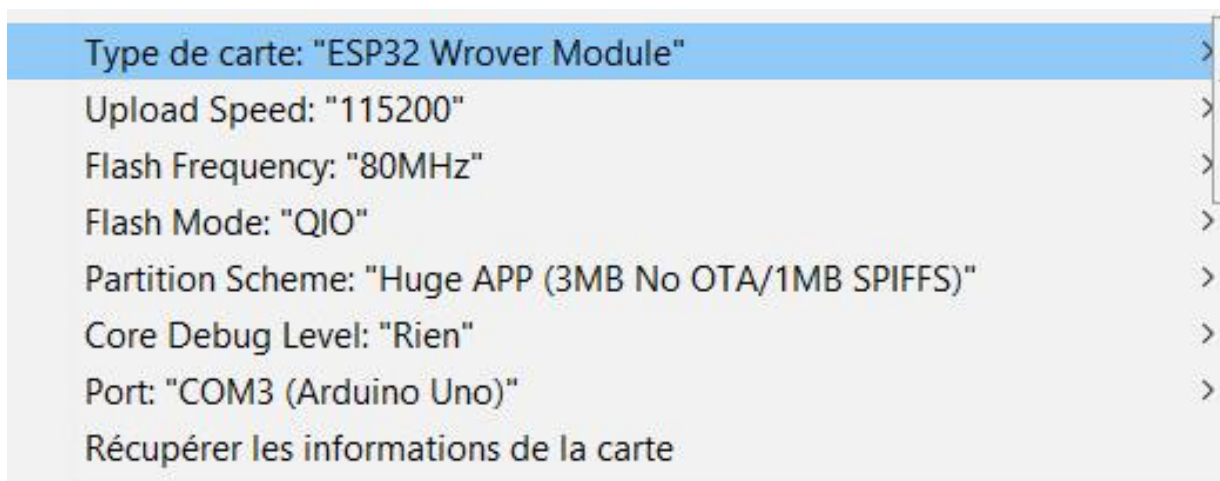 Type de carte: "ESP32 Wrover Module"
Upload Speed: "115200"
Flash Frequency: "80MHz"
Flash Mode: "QIO"
Partition Scheme: "Huge APP (3MB No OTA/1MB SPIFFS)"
Core Debug Level: "Rien"
Port: "COM3 (Arduino Uno)"
Récupérer les informations de la carte